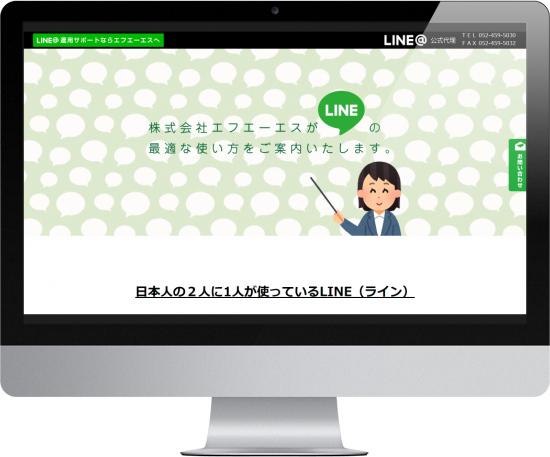 LINE@ 運用サポートならエフエーエスへ
LINE@ 公式代理
TEL 052-459-5030
FAX 052-459-5032
株式会社エフエーエスが LINE の
最適な使い方をご案内いたします。
お問い合わせ
日本人の２人に1人が使っているLINE（ライン）